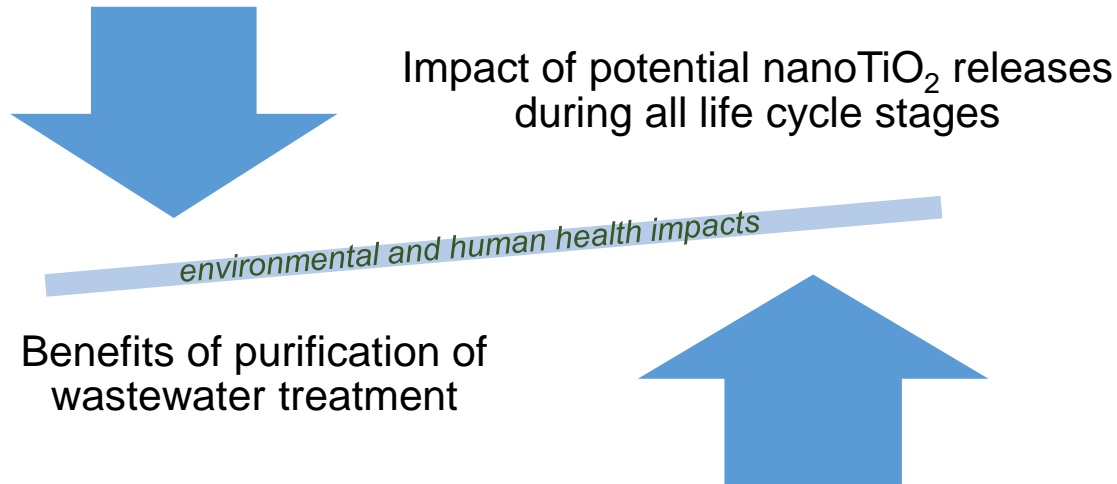 Impact of potential nanoTiO₂ releases
during all life cycle stages
environmental and human health impacts
Benefits of purification of
wastewater treatment